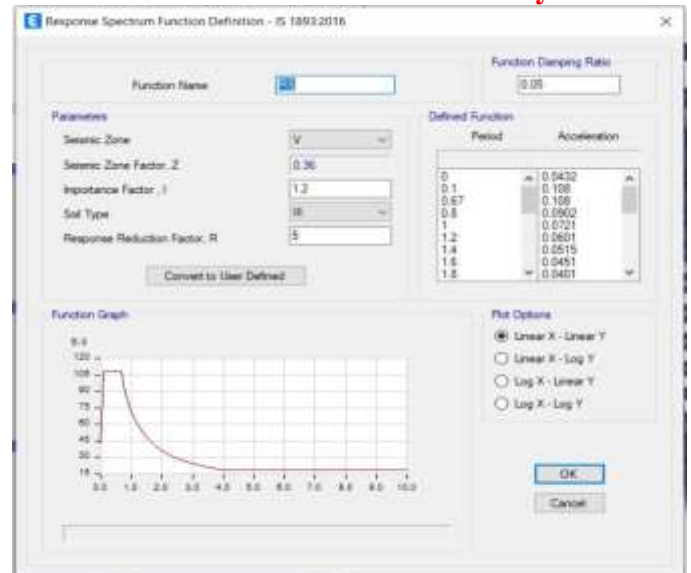 Response Spectrum Function Definition - IS 1893:2016
Function Name
Function Damping Ratio
0.05
Parameters
Seismic Zone
V
Seismic Zone Factor, Z
0.36
Importance Factor , I
1.2
Soil Type
III
Response Reduction Factor, R
5
Convert to User Defined
Defined Function
Period Acceleration
0 0.0432
0.1 0.108
0.67 0.108
0.8 0.0902
1 0.0721
1.2 0.0601
1.4 0.0515
1.6 0.0451
1.8 0.0401
Function Graph
E-3
120
105
90
75
60
45
30
15
0.0 1.0 2.0 3.0 4.0 5.0 6.0 7.0 8.0 9.0 10.0
Plot Options
Linear X - Linear Y
Linear X - Log Y
Log X - Linear Y
Log X - Log Y
OK
Cancel